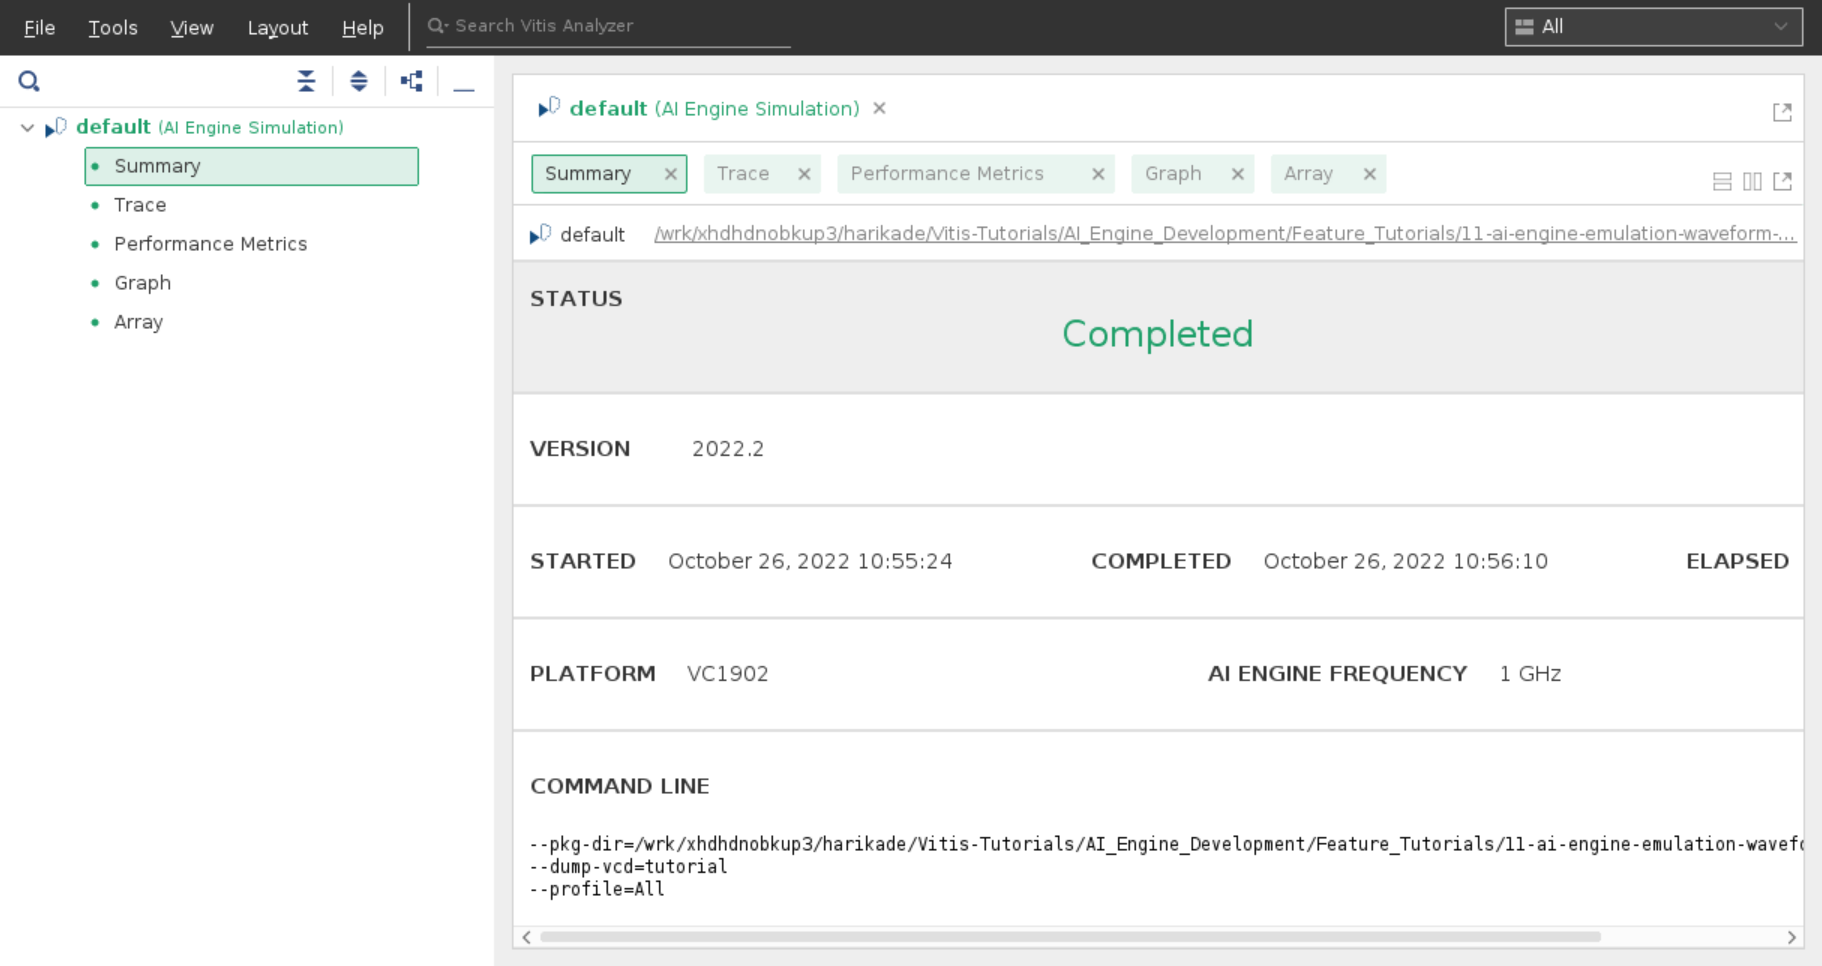 File Tools View Layout Help Search Vitis Analyzer All
default (AI Engine Simulation)
Summary
Trace
Performance Metrics
Graph
Array
default (AI Engine Simulation)
Summary Trace Performance Metrics Graph Array
default /wrk/xhdhdnobkup3/harikade/Vitis-Tutorials/AI_Engine_Development/Feature_Tutorials/11-ai-engine-emulation-waveform-...
STATUS
Completed
VERSION 2022.2
STARTED October 26, 2022 10:55:24 COMPLETED October 26, 2022 10:56:10 ELAPSED
PLATFORM VC1902 AI ENGINE FREQUENCY 1 GHz
COMMAND LINE
--pkg-dir=/wrk/xhdhdnobkup3/harikade/Vitis-Tutorials/AI_Engine_Development/Feature_Tutorials/11-ai-engine-emulation-wavefo
--dump-vcd=tutorial
--profile=All